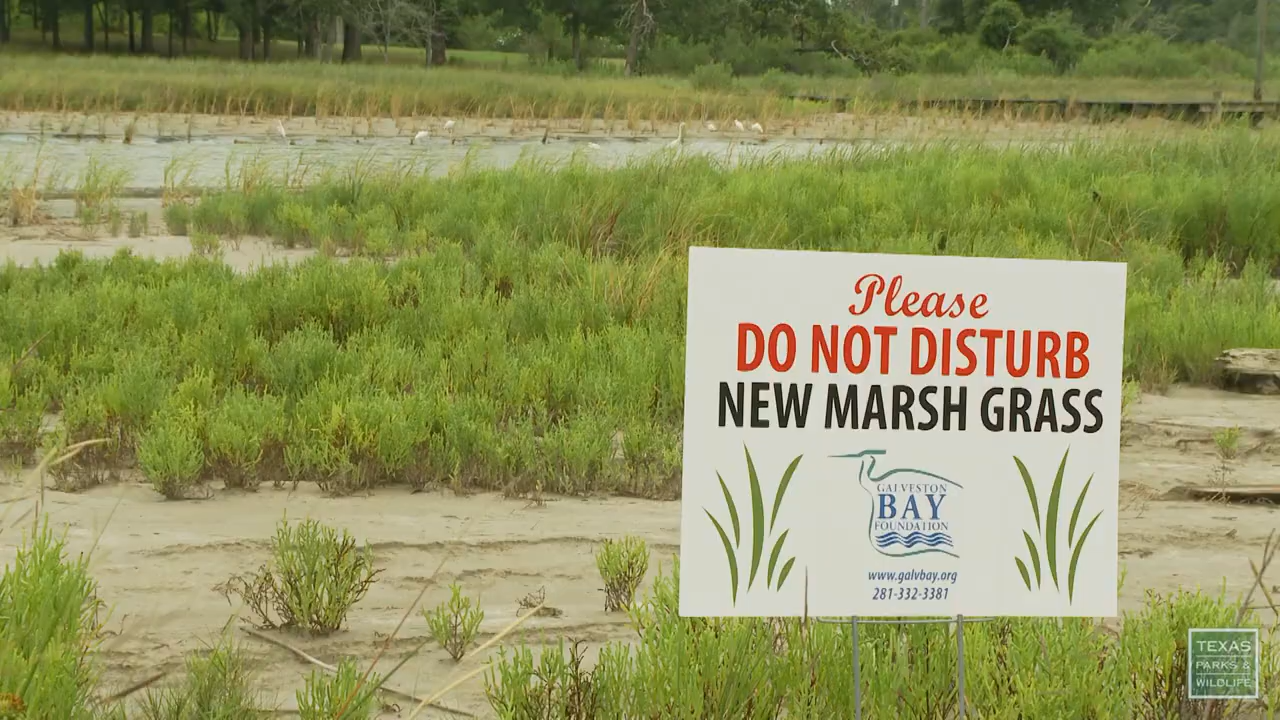 Please
DO NOT DISTURB
NEW MARSH GRASS
GALVESTON
BAY
FOUNDATION
www.galvbay.org
281-332-3381
TEXAS
PARKS &
WILDLIFE